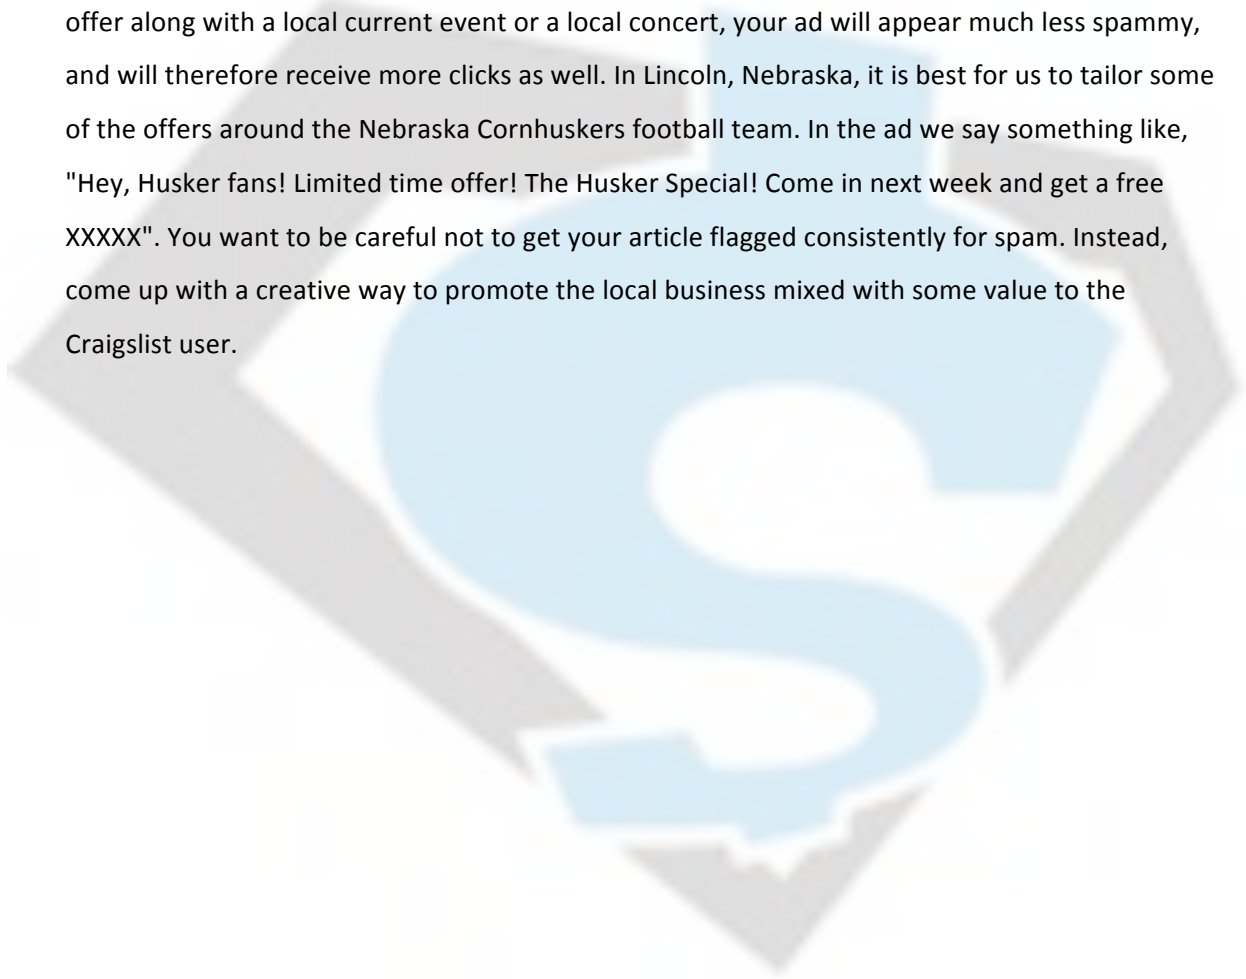 offer along with a local current event or a local concert, your ad will appear much less spammy,
and will therefore receive more clicks as well. In Lincoln, Nebraska, it is best for us to tailor some
of the offers around the Nebraska Cornhuskers football team. In the ad we say something like,
"Hey, Husker fans! Limited time offer! The Husker Special! Come in next week and get a free
XXXXX". You want to be careful not to get your article flagged consistently for spam. Instead,
come up with a creative way to promote the local business mixed with some value to the
Craigslist user.